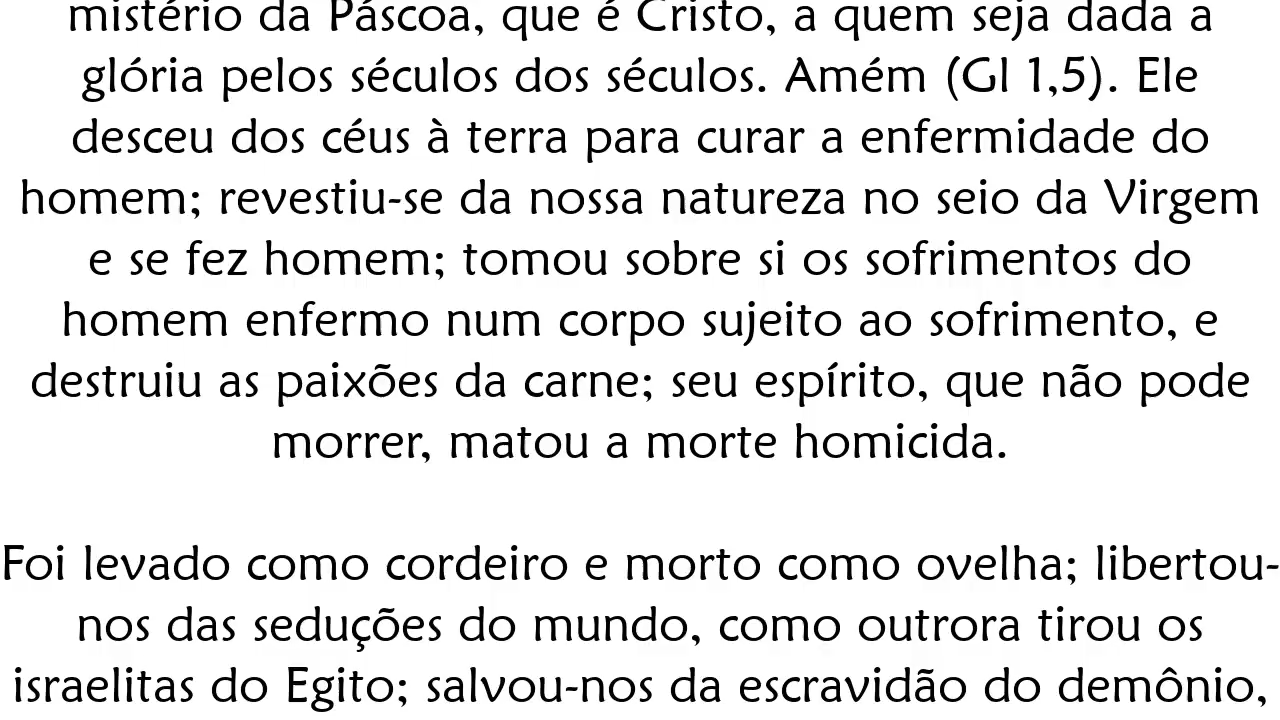 mistério da Páscoa, que é Cristo, a quem seja dada a
glória pelos séculos dos séculos. Amém (Gl 1,5). Ele
desceu dos céus à terra para curar a enfermidade do
homem; revestiu-se da nossa natureza no seio da Virgem
e se fez homem; tomou sobre si os sofrimentos do
homem enfermo num corpo sujeito ao sofrimento, e
destruiu as paixões da carne; seu espírito, que não pode
morrer, matou a morte homicida.
Foi levado como cordeiro e morto como ovelha; libertou-
nos das seduções do mundo, como outrora tirou os
israelitas do Egito; salvou-nos da escravidão do demônio,